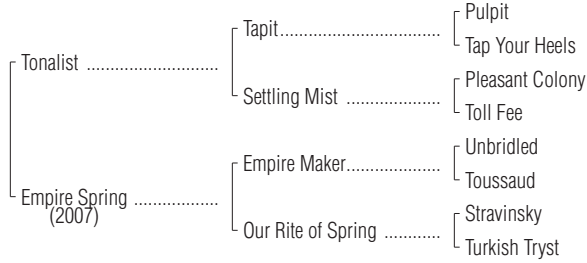 Pulpit
Tapit
Tap Your Heels
Tonalist
Pleasant Colony
Settling Mist
Toll Fee
Unbridled
Empire Maker
Toussaud
Empire Spring
(2007)
Stravinsky
Our Rite of Spring
Turkish Tryst